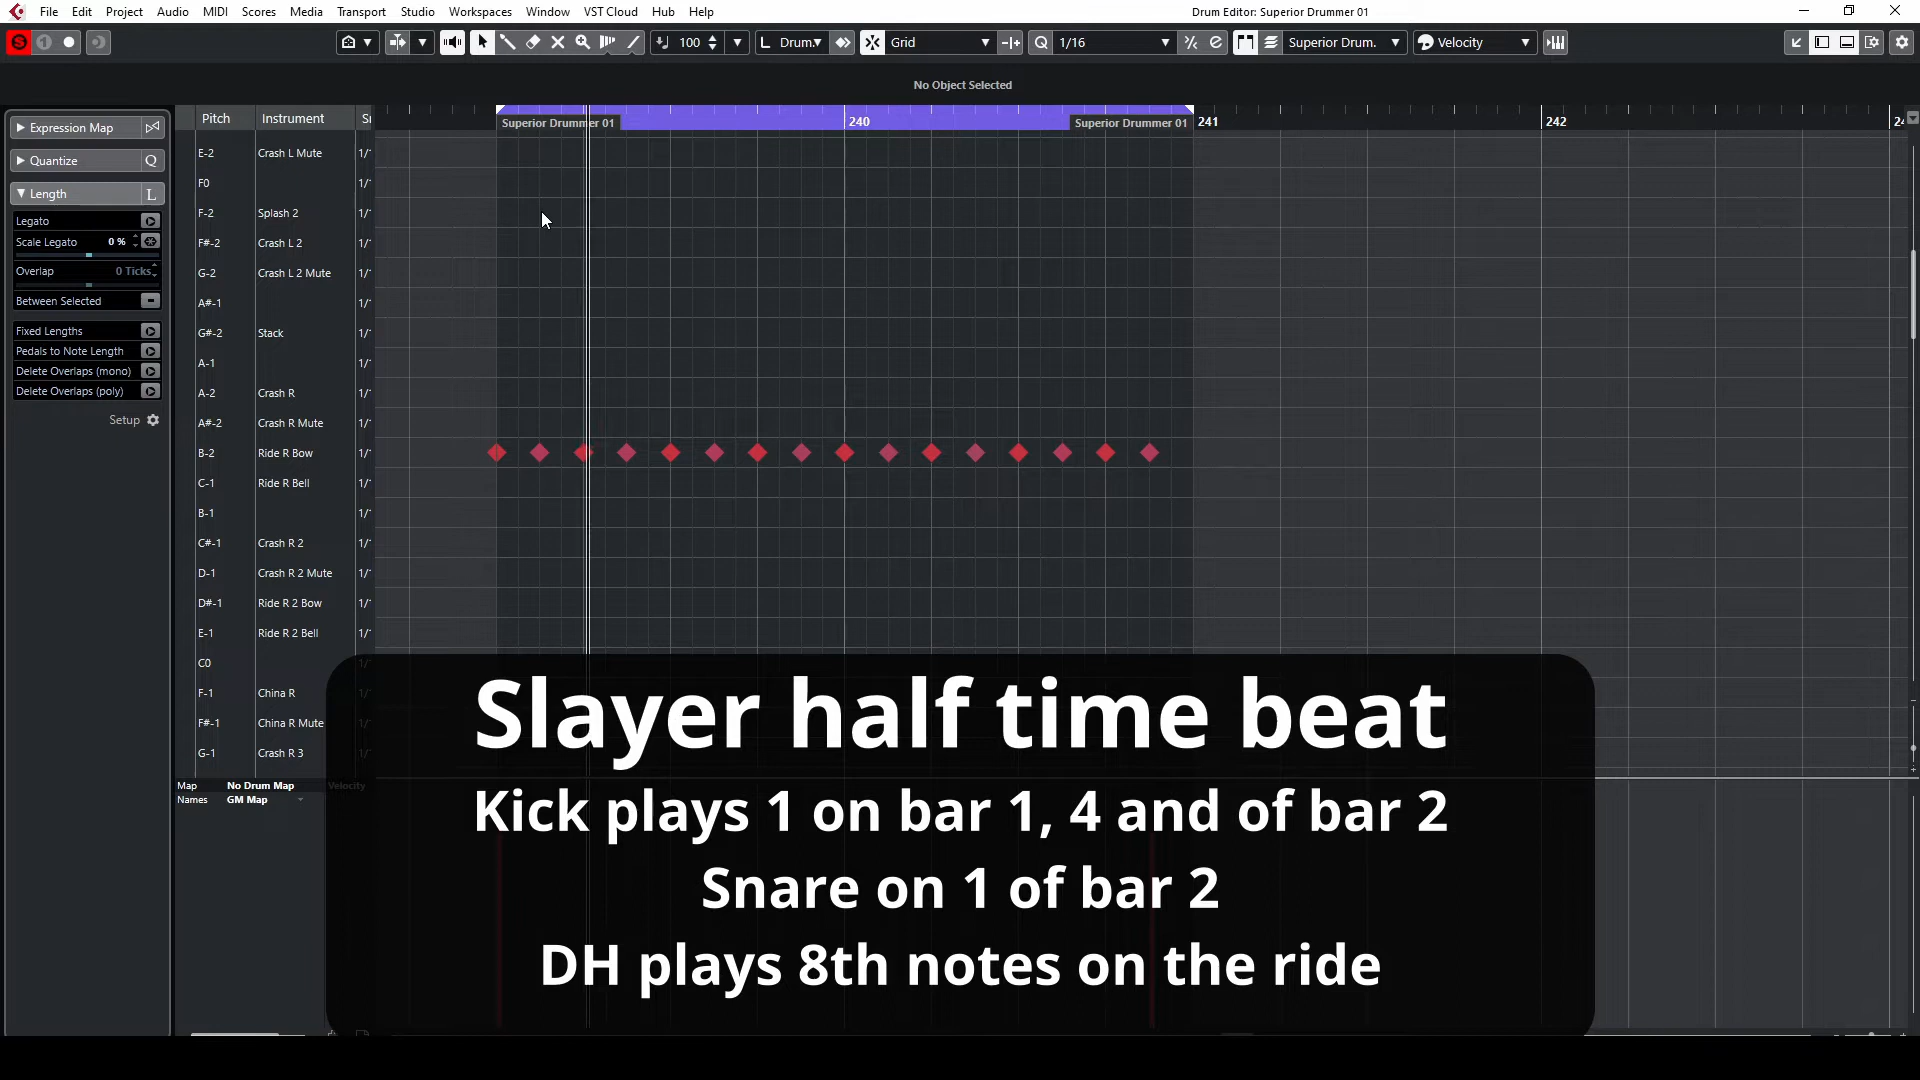 File Edit Project Audio MIDI Scores Media Transport Studio Workspaces Window VST Cloud Hub Help
Drum Editor: Superior Drummer 01
S 1 100 L Drum. Grid Q 1/16 Superior Drum. Velocity
No Object Selected
Expression Map
Quantize Q
Length L
Legato
Scale Legato 0 %
Overlap 0 Ticks
Between Selected
Fixed Lengths
Pedals to Note Length
Delete Overlaps (mono)
Delete Overlaps (poly)
Setup
Pitch Instrument
Superior Drummer 01 240 Superior Drummer 01 241 242
E-2 Crash L Mute
F0
F-2 Splash 2
F#-2 Crash L 2
G-2 Crash L 2 Mute
A#-1
G#-2 Stack
A-1
A-2 Crash R
A#-2 Crash R Mute
B-2 Ride R Bow
C-1 Ride R Bell
B-1
C#-1 Crash R 2
D-1 Crash R 2 Mute
D#-1 Ride R 2 Bow
E-1 Ride R 2 Bell
C0
F-1 China R
F#-1 China R Mute
G-1 Crash R 3
Map No Drum Map Velocity
Names GM Map
Slayer half time beat
Kick plays 1 on bar 1, 4 and of bar 2
Snare on 1 of bar 2
DH plays 8th notes on the ride